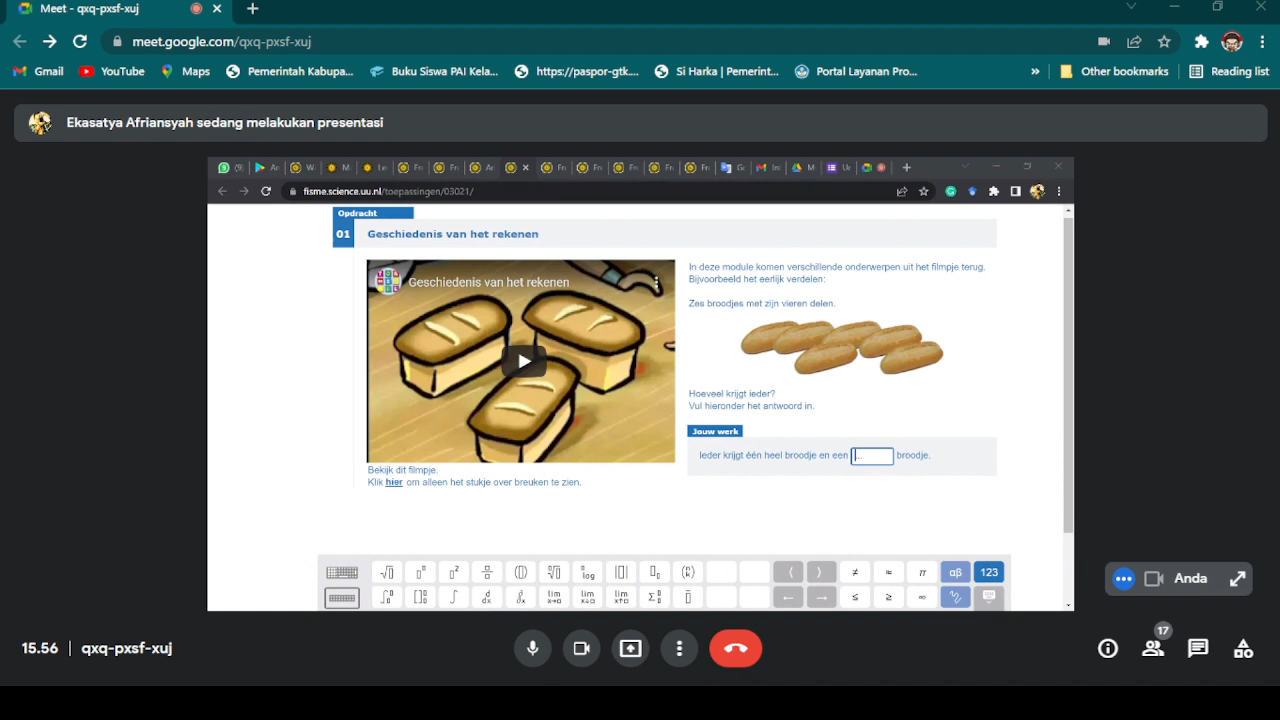 Meet - qxq-pxsf-xuj
meet.google.com/qxq-pxsf-xuj
Gmail
YouTube
Maps
Pemerintah Kabupa...
Buku Siswa PAI Kela...
https://paspor-gtk....
Si Harka | Pemerint...
Portal Layanan Pro...
»
Other bookmarks
Reading list
Ekasatya Afriansyah sedang melakukan presentasi
fisme.science.uu.nl/toepassingen/03021/
Opdracht
01
Geschiedenis van het rekenen
Geschiedenis van het rekenen
Bekijk dit filmpje.
Klik hier om alleen het stukje over breuken te zien.
In deze module komen verschillende onderwerpen uit het filmpje terug.
Bijvoorbeeld het eerlijk verdelen:
Zes broodjes met zijn vieren delen.
Hoeveel krijgt ieder?
Vul hieronder het antwoord in.
Jouw werk
Ieder krijgt één heel broodje en een ... broodje.
log ( ) ≠ ≈ π αβ 123
lim lim lim Σ ← → ≤ ≥ ∞
Anda
15.56 | qxq-pxsf-xuj
17